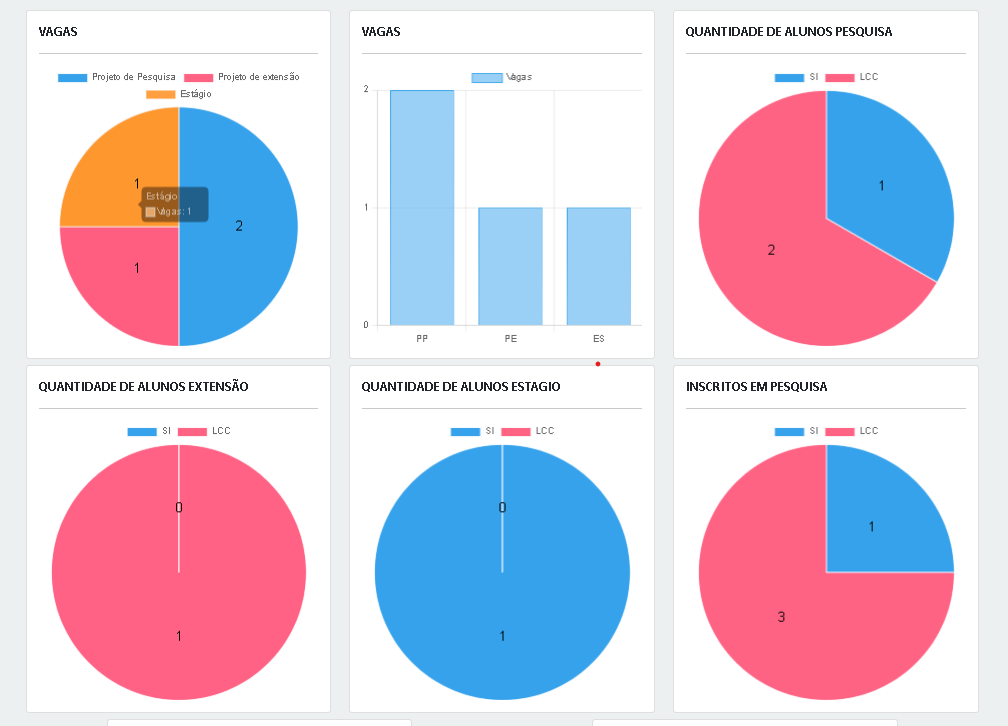 VAGAS
Projeto de Pesquisa Projeto de extensão
Estágio
1
Estágio
Vagas: 1
2
1
VAGAS
Vagas
2
1
0
PP PE ES
QUANTIDADE DE ALUNOS PESQUISA
SI LCC
1
2
QUANTIDADE DE ALUNOS EXTENSÃO
SI LCC
0
1
QUANTIDADE DE ALUNOS ESTAGIO
SI LCC
0
1
INSCRITOS EM PESQUISA
SI LCC
1
3